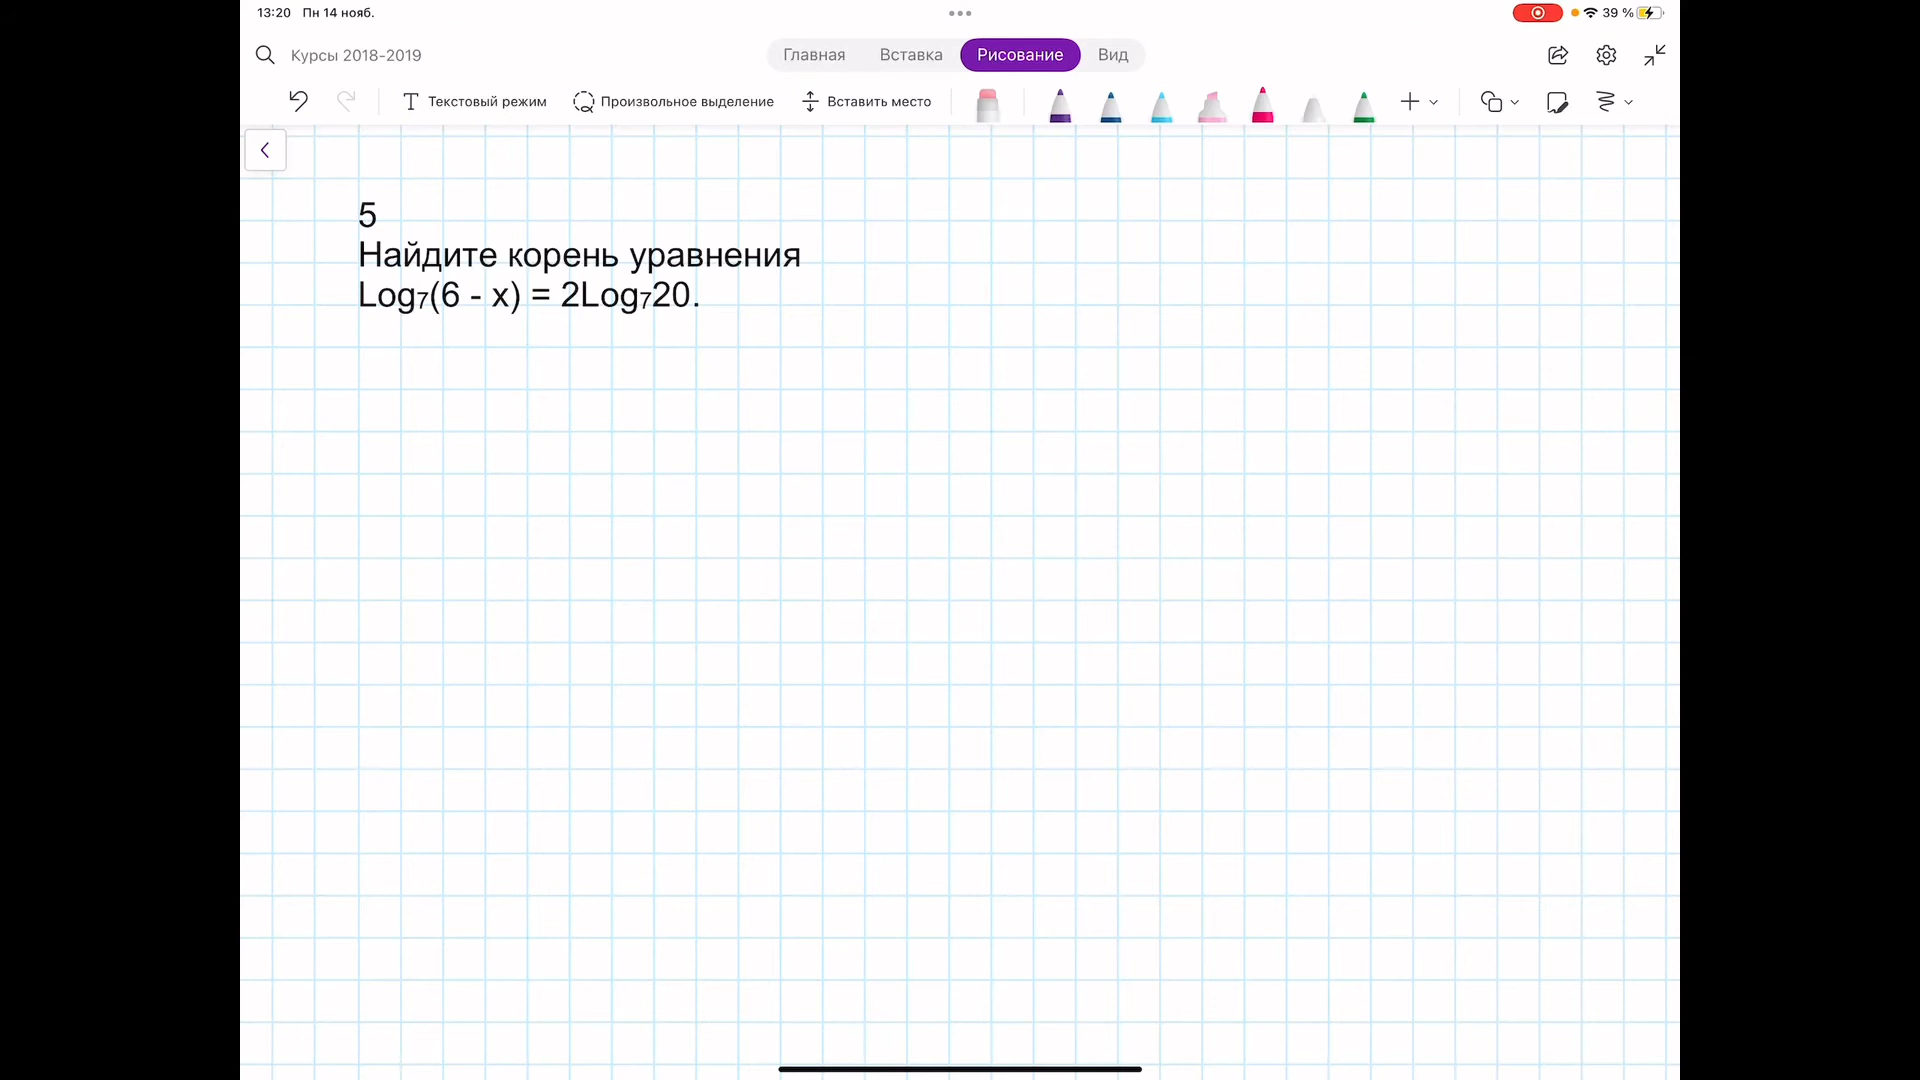 13:20 Пн 14 нояб.
39 %
Курсы 2018-2019
Главная Вставка Рисование Вид
Текстовый режим Произвольное выделение Вставить место
5
Найдите корень уравнения
Log₇(6 - x) = 2Log₇20.